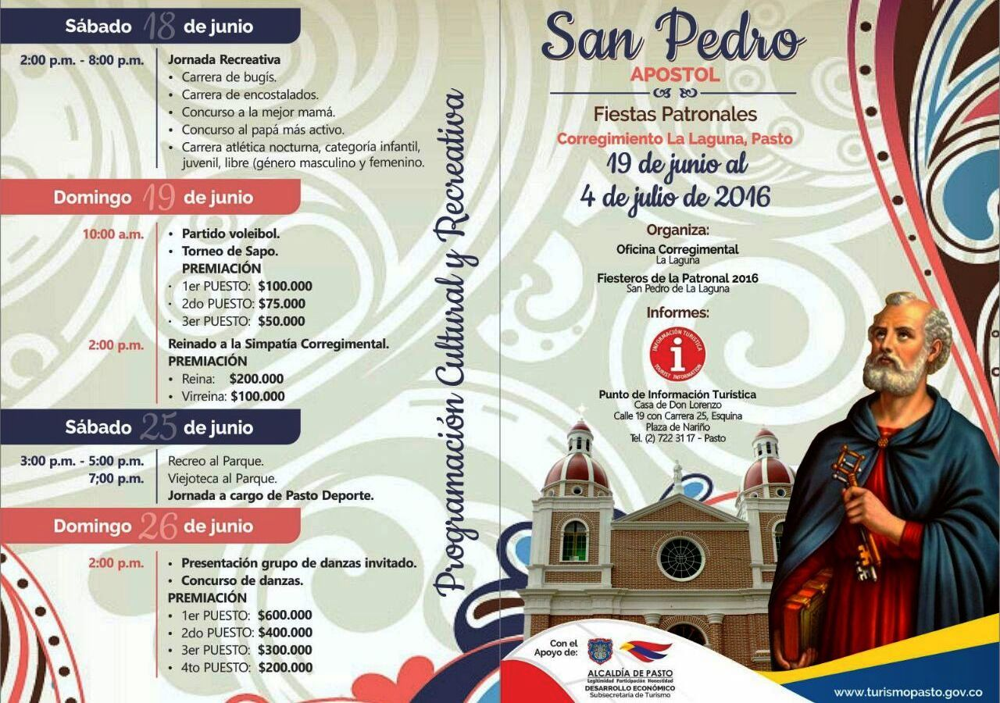 Sábado 18 de junio
2:00 p.m. - 8:00 p.m.
Jornada Recreativa
• Carrera de bugís.
• Carrera de encostalados.
• Concurso a la mejor mamá.
• Concurso al papá más activo.
• Carrera atlética nocturna, categoría infantil,
juvenil, libre (género masculino y femenino.
Domingo 19 de junio
10:00 a.m.
• Partido voleibol.
• Torneo de Sapo.
PREMIACIÓN
• 1er PUESTO: $100.000
• 2do PUESTO: $75.000
• 3er PUESTO: $50.000
2:00 p.m.
Reinado a la Simpatía Corregimental.
PREMIACIÓN
• Reina: $200.000
• Virreina: $100.000
Sábado 25 de junio
3:00 p.m. - 5:00 p.m. Recreo al Parque.
7;00 p.m. Viejoteca al Parque.
Jornada a cargo de Pasto Deporte.
Domingo 26 de junio
2:00 p.m.
• Presentación grupo de danzas invitado.
• Concurso de danzas.
PREMIACIÓN
• 1er PUESTO: $600.000
• 2do PUESTO: $400.000
• 3er PUESTO: $300.000
• 4to PUESTO: $200.000
Programación Cultural y Recreativa
San Pedro
APOSTOL
Fiestas Patronales
Corregimiento La Laguna, Pasto
19 de junio al
4 de julio de 2016
Organiza:
Oficina Corregimental
La Laguna
Fiesteros de la Patronal 2016
San Pedro de La Laguna
Informes:
INFORMACIÓN TURÍSTICA
i
TOURIST INFORMATION
Punto de Información Turística
Casa de Don Lorenzo
Calle 19 con Carrera 25, Esquina
Plaza de Nariño
Tel. (2) 722 31 17 - Pasto
Con el
Apoyo de:
ALCALDÍA DE PASTO
Legitimidad Participación Honestidad
DESARROLLO ECONÓMICO
Subsecretaría de Turismo
www.turismopasto.gov.co